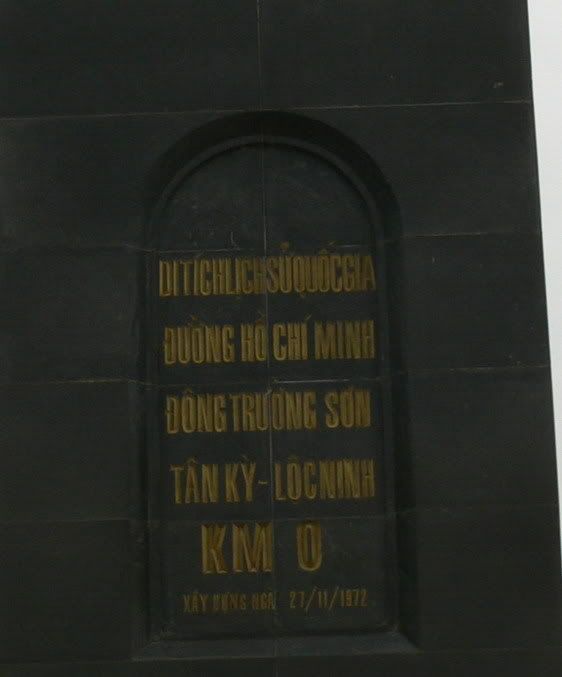 DI TÍCH LỊCH SỬ QUỐC GIA
ĐƯỜNG HỒ CHÍ MINH
ĐÔNG TRƯỜNG SƠN
TÂN KỲ - LỘC NINH
KM 0
XÂY DỰNG 27/11/1972